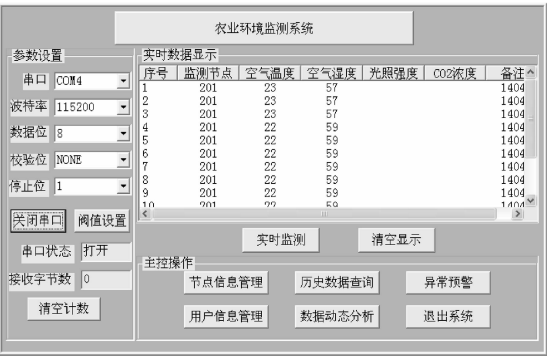 农业环境监测系统
参数设置
串口 COM4
波特率 115200
数据位 8
校验位 NONE
停止位 1
关闭串口 阀值设置
串口状态 打开
接收字节数 0
清空计数
实时数据显示
序号 监测节点 空气温度 空气湿度 光照强度 CO2浓度 备注
1 201 23 57 1404
2 201 23 57 1404
3 201 23 57 1404
4 201 22 59 1404
5 201 22 59 1404
6 201 22 59 1404
7 201 22 59 1404
8 201 22 59 1404
9 201 22 59 1404
10 201 22 59 1404
实时监测 清空显示
主控操作
节点信息管理 历史数据查询 异常预警
用户信息管理 数据动态分析 退出系统